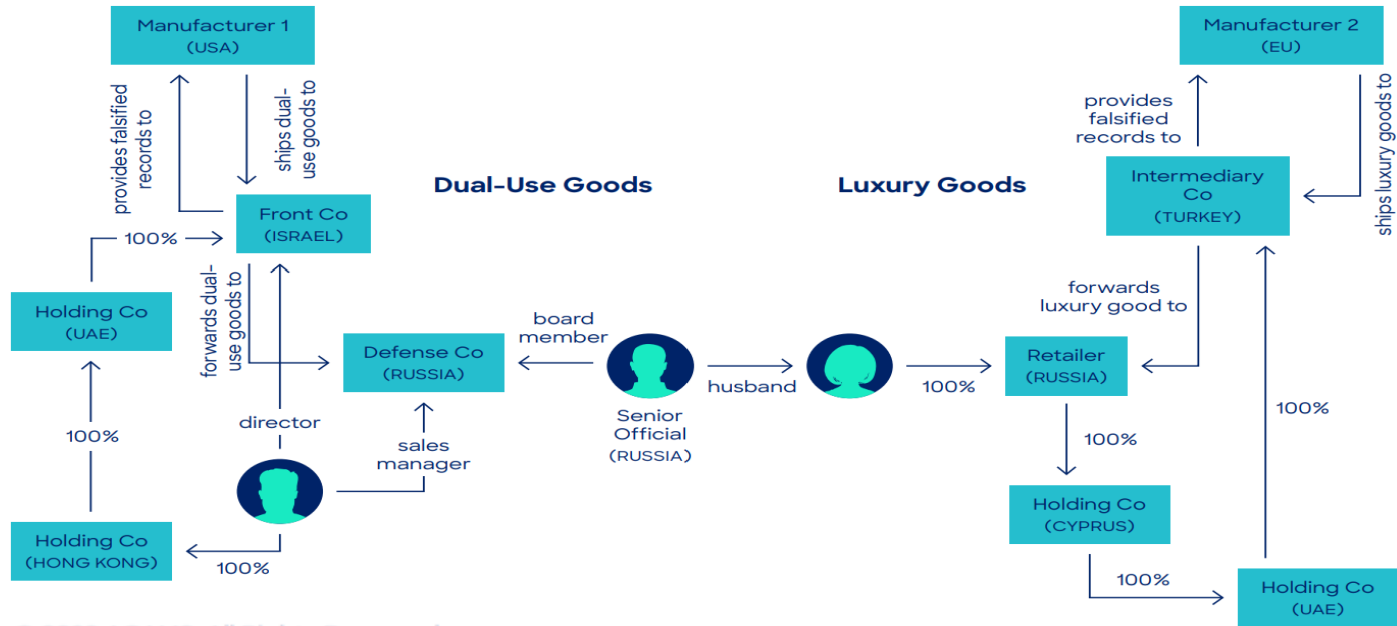 Manufacturer 1
(USA)
Manufacturer 2
(EU)
provides falsified
records to
ships dual-
use goods to
provides
falsified
records to
ships luxury goods to
Dual-Use Goods
Luxury Goods
Intermediary
Co
(TURKEY)
Front Co
(ISRAEL)
100%
forwards dual-
use goods to
forwards
luxury good to
Holding Co
(UAE)
board
member
Defense Co
(RUSSIA)
husband
100%
Retailer
(RUSSIA)
Senior
Official
(RUSSIA)
director
sales
manager
100%
100%
100%
Holding Co
(CYPRUS)
Holding Co
(HONG KONG)
100%
100%
Holding Co
(UAE)